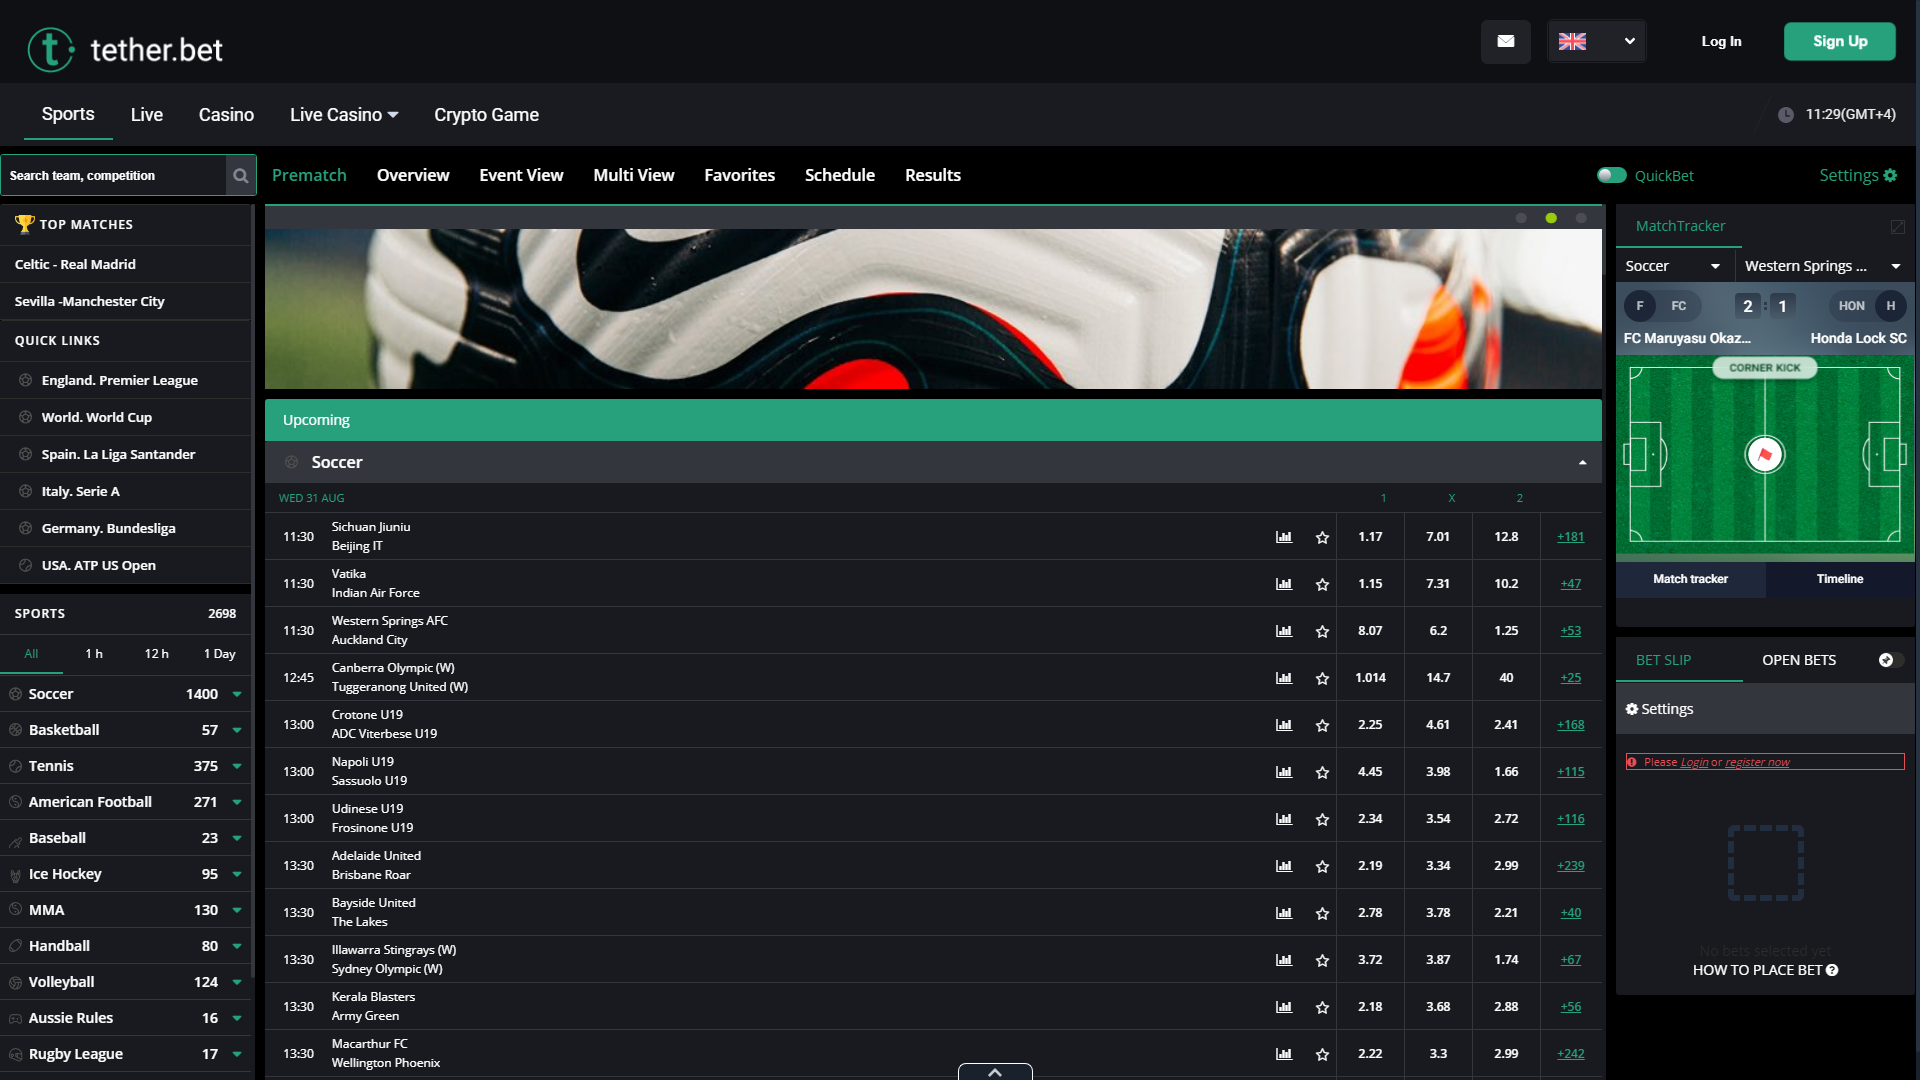 tether.bet
Log In
Sign Up
Sports
Live
Casino
Live Casino
Crypto Game
11:29(GMT+4)
Search team, competition
Prematch
Overview
Event View
Multi View
Favorites
Schedule
Results
QuickBet
Settings
TOP MATCHES
Celtic - Real Madrid
Sevilla -Manchester City
QUICK LINKS
England. Premier League
World. World Cup
Spain. La Liga Santander
Italy. Serie A
Germany. Bundesliga
USA. ATP US Open
SPORTS 2698
All 1 h 12 h 1 Day
Soccer 1400
Basketball 57
Tennis 375
American Football 271
Baseball 23
Ice Hockey 95
MMA 130
Handball 80
Volleyball 124
Aussie Rules 16
Rugby League 17
Upcoming
Soccer
WED 31 AUG 1 X 2
11:30 Sichuan Jiuniu
Beijing IT
1.17 7.01 12.8 +181
11:30 Vatika
Indian Air Force
1.15 7.31 10.2 +47
11:30 Western Springs AFC
Auckland City
8.07 6.2 1.25 +53
12:45 Canberra Olympic (W)
Tuggeranong United (W)
1.014 14.7 40 +25
13:00 Crotone U19
ADC Viterbese U19
2.25 4.61 2.41 +168
13:00 Napoli U19
Sassuolo U19
4.45 3.98 1.66 +115
13:00 Udinese U19
Frosinone U19
2.34 3.54 2.72 +116
13:30 Adelaide United
Brisbane Roar
2.19 3.34 2.99 +239
13:30 Bayside United
The Lakes
2.78 3.78 2.21 +40
13:30 Illawarra Stingrays (W)
Sydney Olympic (W)
3.72 3.87 1.74 +67
13:30 Kerala Blasters
Army Green
2.18 3.68 2.88 +56
13:30 Macarthur FC
Wellington Phoenix
2.22 3.3 2.99 +242
MatchTracker
Soccer
Western Springs ...
F FC 2 : 1 HON H
FC Maruyasu Okaz... Honda Lock SC
CORNER KICK
Match tracker
Timeline
BET SLIP
OPEN BETS
Settings
Please Login or register now
No bets selected yet
HOW TO PLACE BET